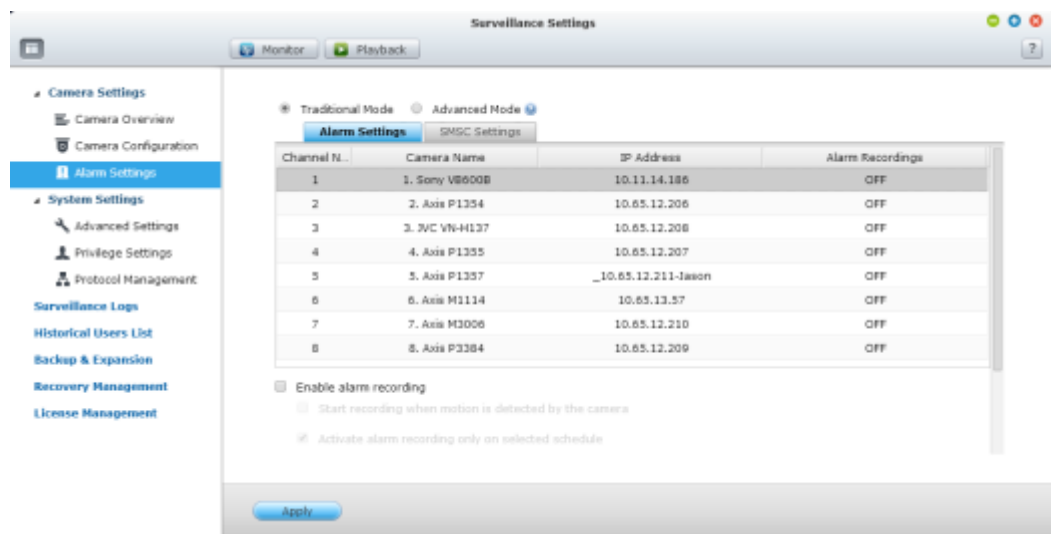 Surveillance Settings
Monitor Playback ?
Camera Settings
Camera Overview
Camera Configuration
Alarm Settings
System Settings
Advanced Settings
Privilege Settings
Protocol Management
Surveillance Logs
Historical Users List
Backup & Expansion
Recovery Management
License Management
Traditional Mode Advanced Mode
Alarm Settings SMSC Settings
Channel N... Camera Name IP Address Alarm Recordings
1 1. Sony VB600B 10.11.14.186 OFF
2 2. Axis P1354 10.65.12.206 OFF
3 3. JVC VN-H137 10.65.12.208 OFF
4 4. Axis P1355 10.65.12.207 OFF
5 5. Axis P1357 _10.65.12.211-Jason OFF
6 6. Axis M1114 10.65.13.57 OFF
7 7. Axis M3006 10.65.12.210 OFF
8 8. Axis P3384 10.65.12.209 OFF
Enable alarm recording
Start recording when motion is detected by the camera
Activate alarm recording only on selected schedule
Apply